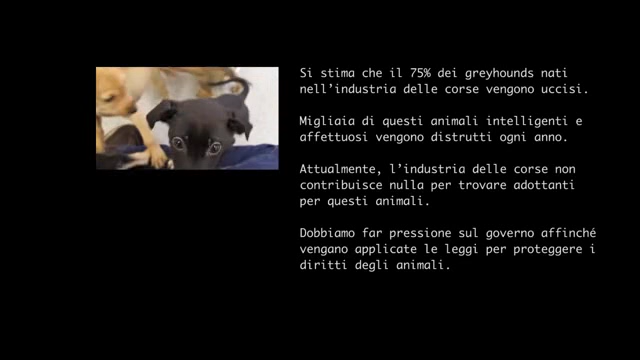 Si stima che il 75% dei greyhounds nati
nell’industria delle corse vengono uccisi.
Migliaia di questi animali intelligenti e
affettuosi vengono distrutti ogni anno.
Attualmente, l’industria delle corse non
contribuisce nulla per trovare adottanti
per questi animali.
Dobbiamo far pressione sul governo affinché
vengano applicate le leggi per proteggere i
diritti degli animali.